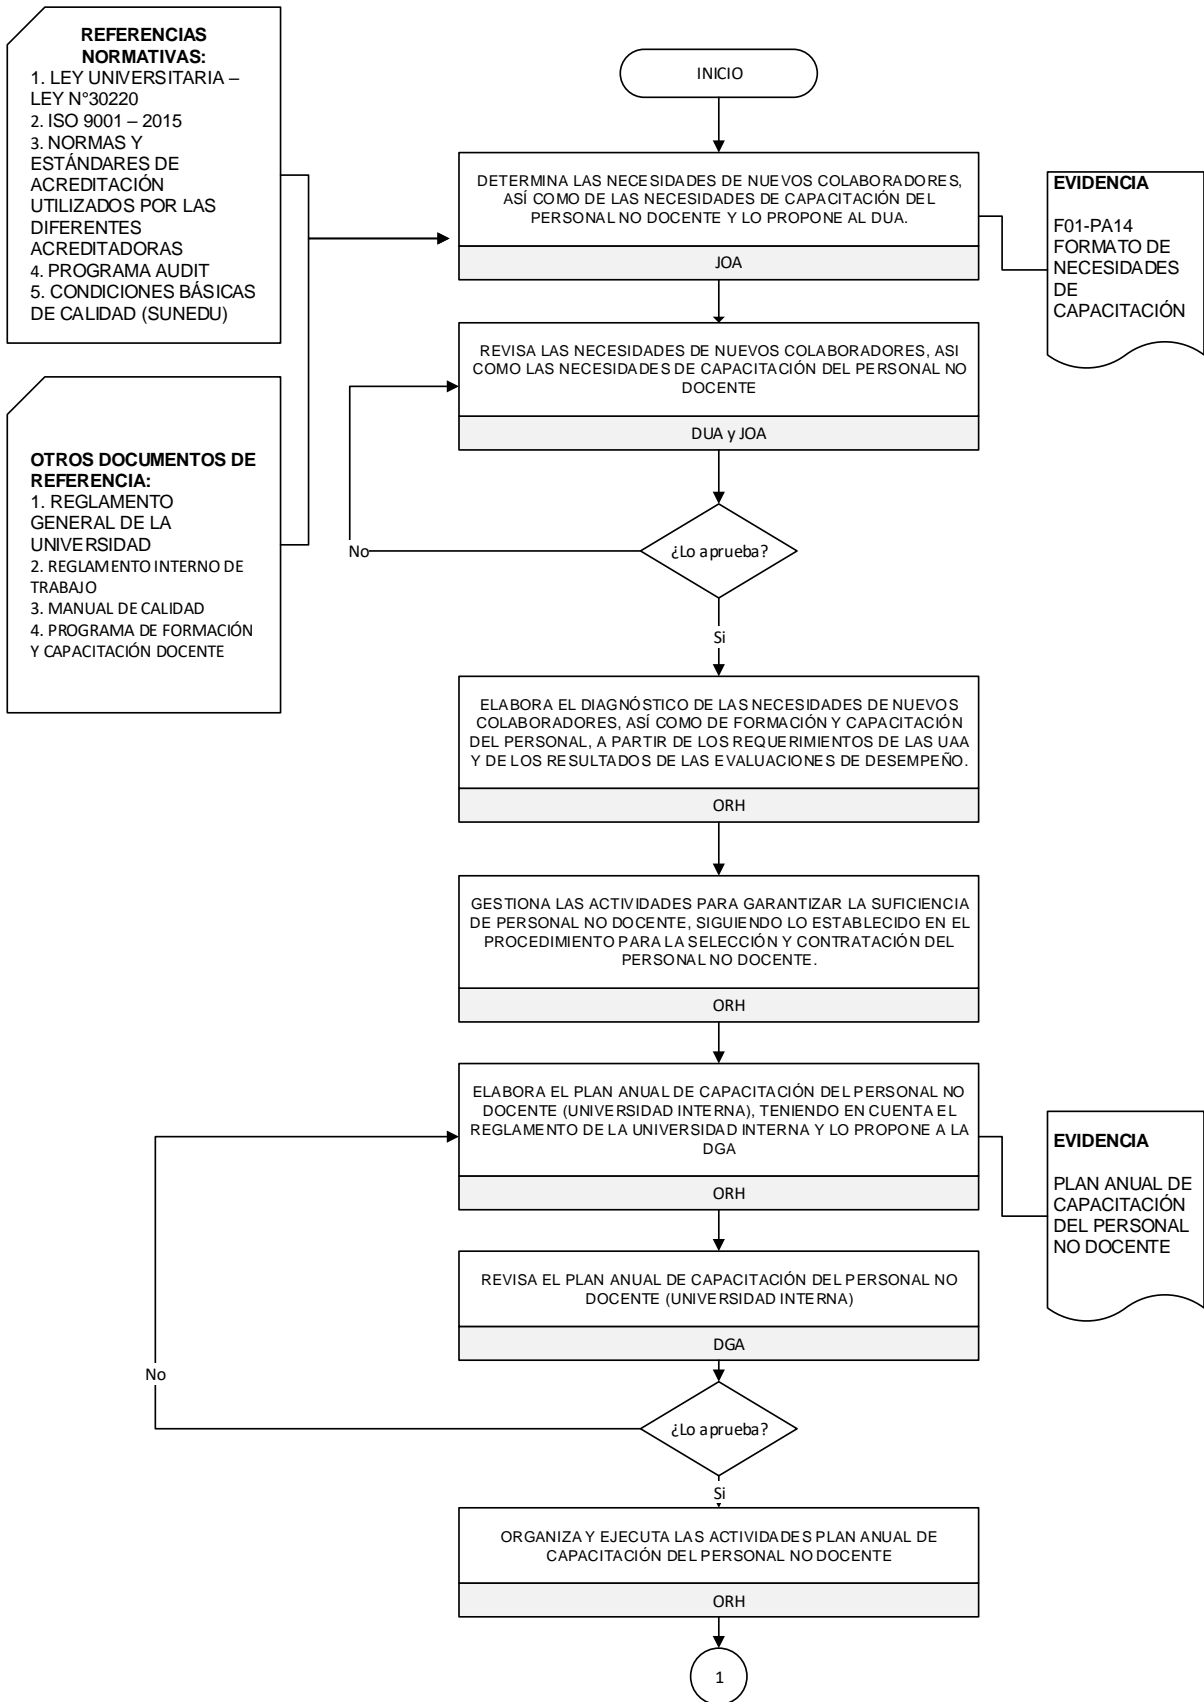 REFERENCIAS
NORMATIVAS:
1. LEY UNIVERSITARIA –
LEY N°30220
2. ISO 9001 – 2015
3. NORMAS Y
ESTÁNDARES DE
ACREDITACIÓN
UTILIZADOS POR LAS
DIFERENTES
ACREDITADORAS
4. PROGRAMA AUDIT
5. CONDICIONES BÁSICAS
DE CALIDAD (SUNEDU)
OTROS DOCUMENTOS DE
REFERENCIA:
1. REGLAMENTO
GENERAL DE LA
UNIVERSIDAD
2. REGLAMENTO INTERNO DE
TRABAJO
3. MANUAL DE CALIDAD
4. PROGRAMA DE FORMACIÓN
Y CAPACITACIÓN DOCENTE
INICIO
DETERMINA LAS NECESIDADES DE NUEVOS COLABORADORES,
ASÍ COMO DE LAS NECESIDADES DE CAPACITACIÓN DEL
PERSONAL NO DOCENTE Y LO PROPONE AL DUA.
JOA
EVIDENCIA
F01-PA14
FORMATO DE
NECESIDADES
DE
CAPACITACIÓN
REVISA LAS NECESIDADES DE NUEVOS COLABORADORES, ASI
COMO LAS NECESIDADES DE CAPACITACIÓN DEL PERSONAL NO
DOCENTE
DUA y JOA
¿Lo aprueba?
No
Si
ELABORA EL DIAGNÓSTICO DE LAS NECESIDADES DE NUEVOS
COLABORADORES, ASÍ COMO DE FORMACIÓN Y CAPACITACIÓN
DEL PERSONAL, A PARTIR DE LOS REQUERIMIENTOS DE LAS UAA
Y DE LOS RESULTADOS DE LAS EVALUACIONES DE DESEMPEÑO.
ORH
GESTIONA LAS ACTIVIDADES PARA GARANTIZAR LA SUFICIENCIA
DE PERSONAL NO DOCENTE, SIGUIENDO LO ESTABLECIDO EN EL
PROCEDIMIENTO PARA LA SELECCIÓN Y CONTRATACIÓN DEL
PERSONAL NO DOCENTE.
ORH
ELABORA EL PLAN ANUAL DE CAPACITACIÓN DEL PERSONAL NO
DOCENTE (UNIVERSIDAD INTERNA), TENIENDO EN CUENTA EL
REGLAMENTO DE LA UNIVERSIDAD INTERNA Y LO PROPONE A LA
DGA
ORH
EVIDENCIA
PLAN ANUAL DE
CAPACITACIÓN
DEL PERSONAL
NO DOCENTE
REVISA EL PLAN ANUAL DE CAPACITACIÓN DEL PERSONAL NO
DOCENTE (UNIVERSIDAD INTERNA)
DGA
No
¿Lo aprueba?
Si
ORGANIZA Y EJECUTA LAS ACTIVIDADES PLAN ANUAL DE
CAPACITACIÓN DEL PERSONAL NO DOCENTE
ORH
1